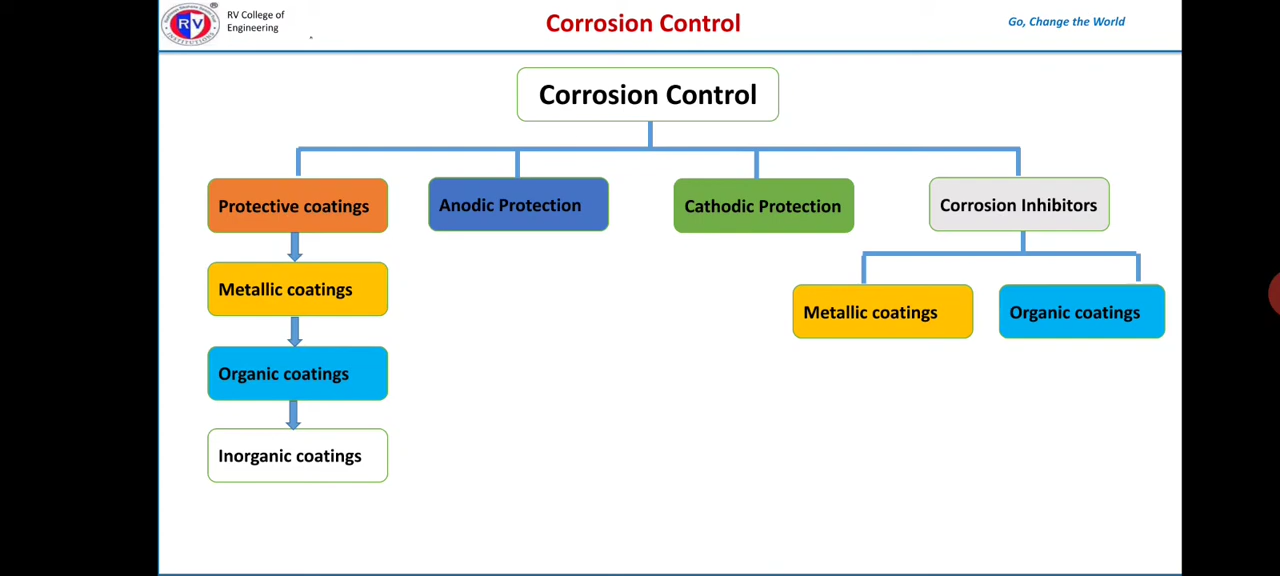 RV College of
Engineering
Corrosion Control
Go, Change the World
Corrosion Control
Protective coatings
Anodic Protection
Cathodic Protection
Corrosion Inhibitors
Metallic coatings
Organic coatings
Inorganic coatings
Metallic coatings
Organic coatings